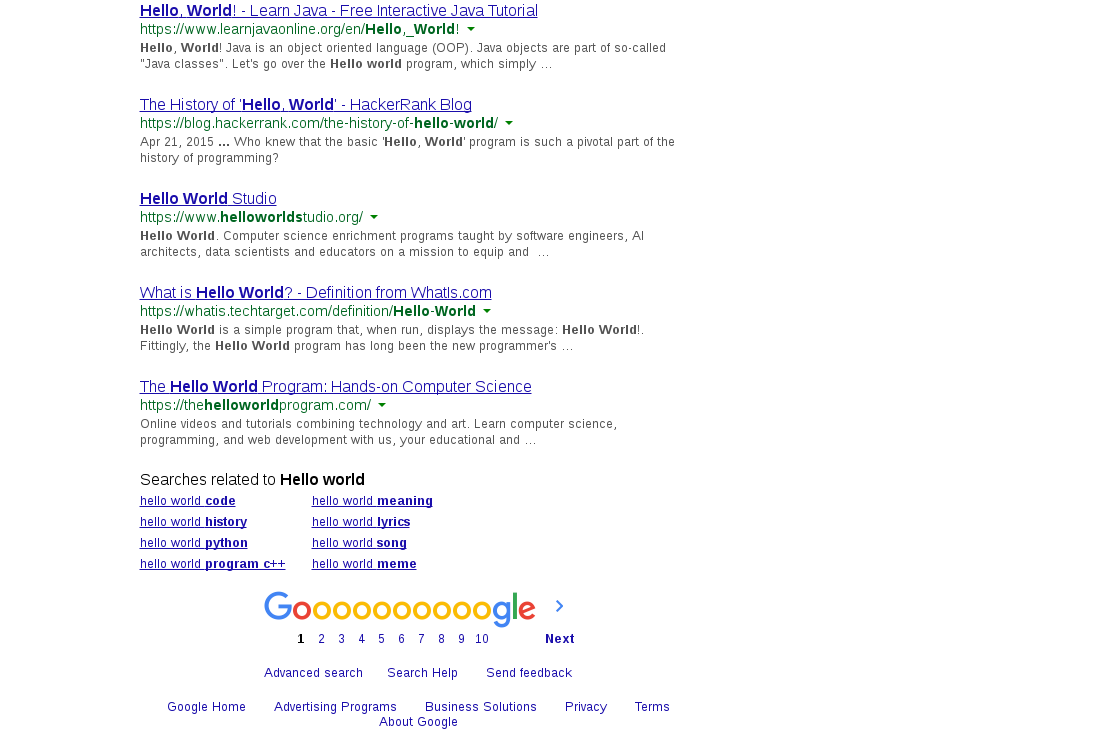 Hello, World! - Learn Java - Free Interactive Java Tutorial
https://www.learnjavaonline.org/en/Hello,_World!
Hello, World! Java is an object oriented language (OOP). Java objects are part of so-called
"Java classes". Let's go over the Hello world program, which simply ...
The History of 'Hello, World' - HackerRank Blog
https://blog.hackerrank.com/the-history-of-hello-world/
Apr 21, 2015 ... Who knew that the basic 'Hello, World' program is such a pivotal part of the
history of programming?
Hello World Studio
https://www.helloworldstudio.org/
Hello World. Computer science enrichment programs taught by software engineers, AI
architects, data scientists and educators on a mission to equip and ...
What is Hello World? - Definition from WhatIs.com
https://whatis.techtarget.com/definition/Hello-World
Hello World is a simple program that, when run, displays the message: Hello World!.
Fittingly, the Hello World program has long been the new programmer's ...
The Hello World Program: Hands-on Computer Science
https://thehelloworldprogram.com/
Online videos and tutorials combining technology and art. Learn computer science,
programming, and web development with us, your educational and ...
Searches related to Hello world
hello world code hello world meaning
hello world history hello world lyrics
hello world python hello world song
hello world program c++ hello world meme
Goooooooooogle >
1 2 3 4 5 6 7 8 9 10 Next
Advanced search Search Help Send feedback
Google Home Advertising Programs Business Solutions Privacy Terms
About Google